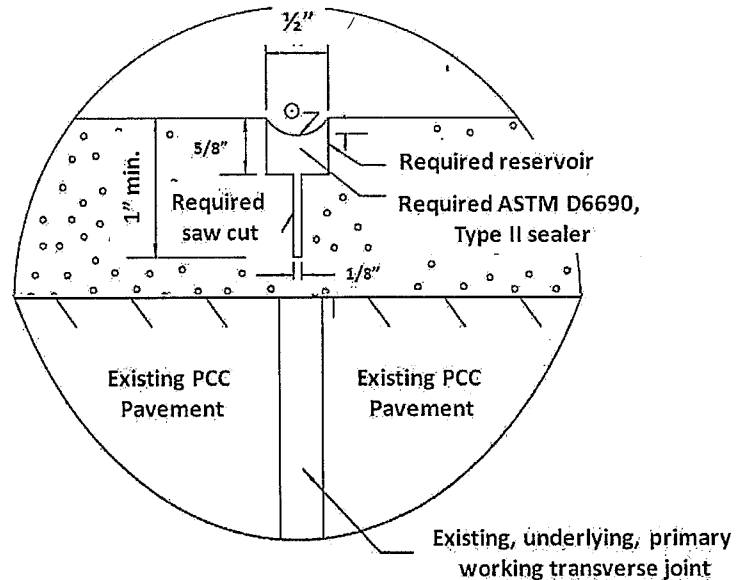 ½"
5/8"
1" min.
Required reservoir
Required saw cut
Required ASTM D6690,
Type II sealer
1/8"
Existing PCC
Pavement
Existing PCC
Pavement
Existing, underlying, primary
working transverse joint